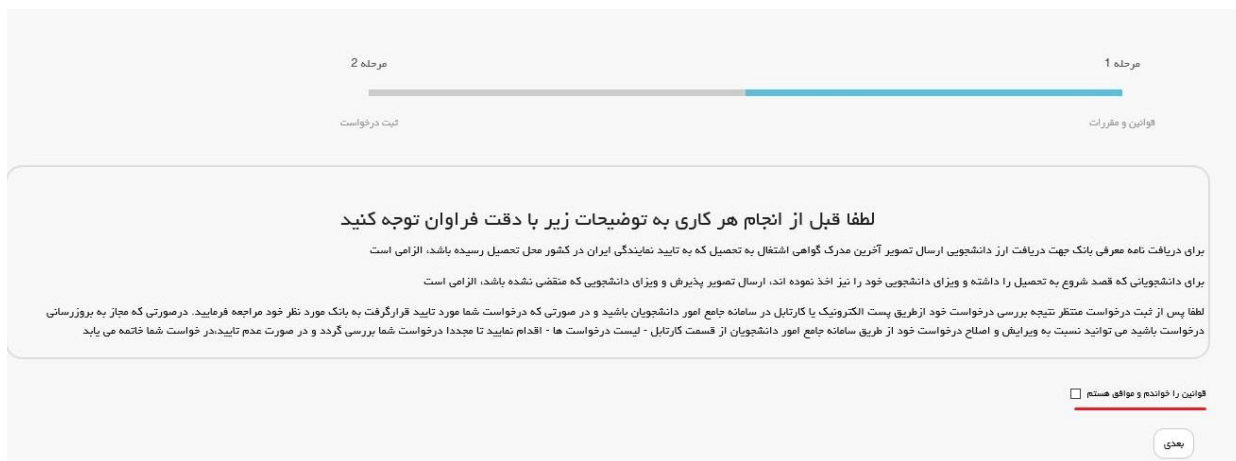 مرحله 1
مرحله 2
قوانین و مقررات
ثبت درخواست
لطفا قبل از انجام هر کاری به توضیحات زیر با دقت فراوان توجه کنید
برای دریافت نامه معرفی بانک جهت دریافت ارز دانشجویی ارسال تصویر آخرین مدرک گواهی اشتغال به تحصیل که به تایید نمایندگی ایران در کشور محل تحصیل رسیده باشد، الزامی است
برای دانشجویانی که قصد شروع به تحصیل را داشته و ویزای دانشجویی خود را نیز اخذ نموده اند، ارسال تصویر پذیرش و ویزای دانشجویی که منقضی نشده باشد، الزامی است
لطفا پس از ثبت درخواست منتظر نتیجه بررسی درخواست خود ازطریق پست الکترونیک یا کارتابل در سامانه جامع امور دانشجویان باشید و در صورتی که درخواست شما مورد تایید قرارگرفت به بانک مورد نظر خود مراجعه فرمایید. درصورتی که مجاز به بروزرسانی
درخواست باشید می توانید نسبت به ویرایش و اصلاح درخواست خود از طریق سامانه جامع امور دانشجویان از قسمت کارتابل - لیست درخواست ها - اقدام نمایید تا مجددا درخواست شما بررسی گردد و در صورت عدم تایید،در خواست شما خاتمه می یابد
قوانین را خواندم و موافق هستم
بعدی